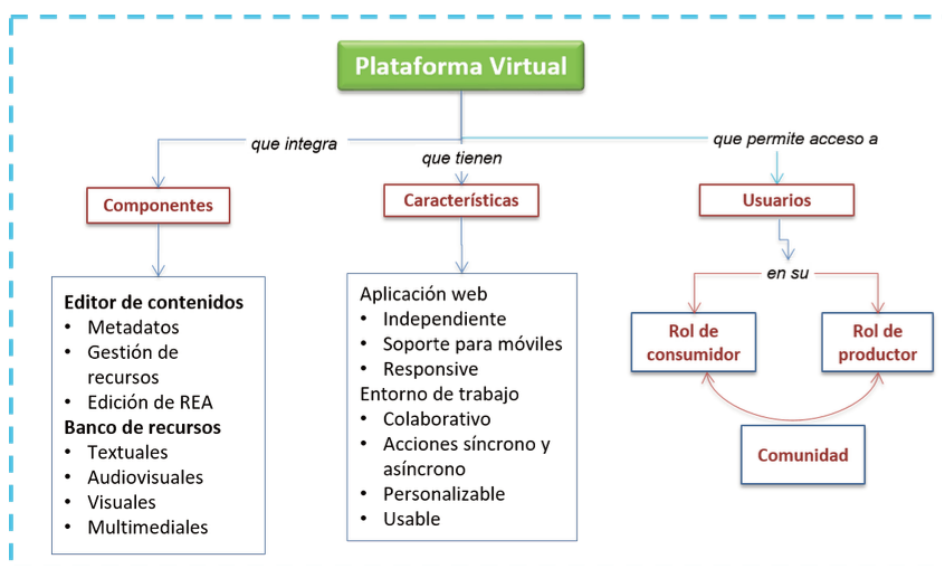 Plataforma Virtual
que integra
que tienen
que permite acceso a
Componentes
Características
Usuarios
Editor de contenidos
• Metadatos
• Gestión de
recursos
• Edición de REA
Banco de recursos
• Textuales
• Audiovisuales
• Visuales
• Multimediales
Aplicación web
• Independiente
• Soporte para móviles
• Responsive
Entorno de trabajo
• Colaborativo
• Acciones síncrono y
asíncrono
• Personalizable
• Usable
en su
Rol de
consumidor
Rol de
productor
Comunidad